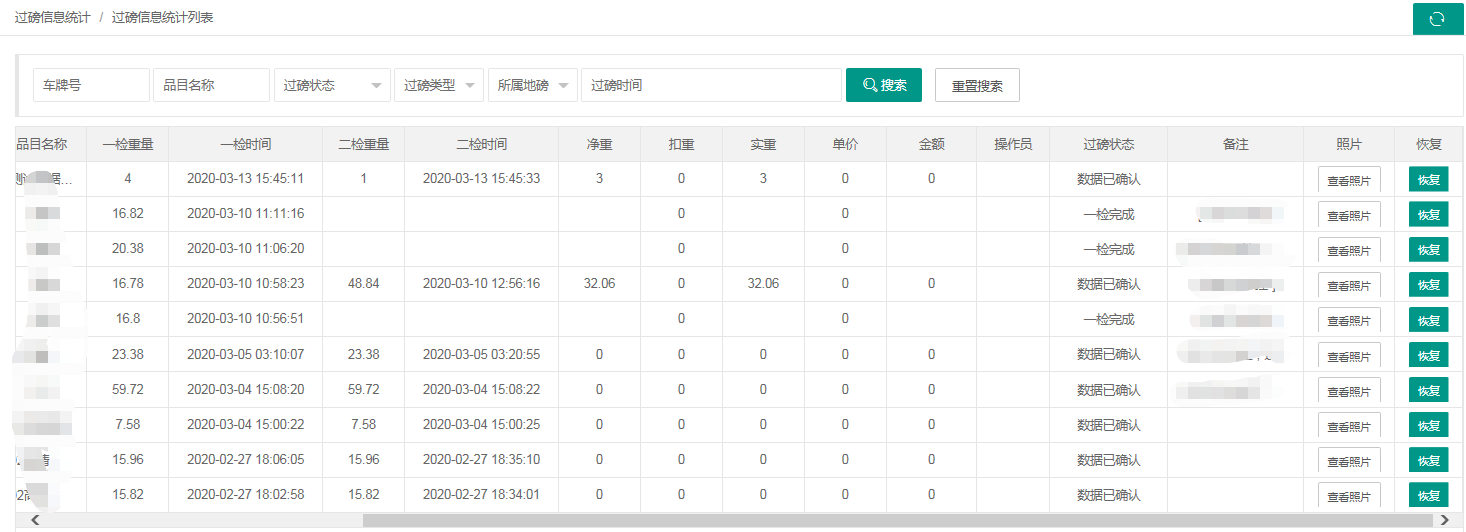 过磅信息统计 / 过磅信息统计列表
车牌号 品目名称 过磅状态 过磅类型 所属地磅 过磅时间 搜索 重置搜索
品目名称 一检重量 一检时间 二检重量 二检时间 净重 扣重 实重 单价 金额 操作员 过磅状态 备注 照片 恢复
4 2020-03-13 15:45:11 1 2020-03-13 15:45:33 3 0 3 0 0 数据已确认 查看照片 恢复
16.82 2020-03-10 11:11:16 0 0 一检完成 查看照片 恢复
20.38 2020-03-10 11:06:20 一检完成 查看照片 恢复
16.78 2020-03-10 10:58:23 48.84 2020-03-10 12:56:16 32.06 0 32.06 0 0 数据已确认 查看照片 恢复
16.8 2020-03-10 10:56:51 0 0 一检完成 查看照片 恢复
23.38 2020-03-05 03:10:07 23.38 2020-03-05 03:20:55 0 0 0 0 0 数据已确认 查看照片 恢复
59.72 2020-03-04 15:08:20 59.72 2020-03-04 15:08:22 0 0 0 0 0 数据已确认 查看照片 恢复
7.58 2020-03-04 15:00:22 7.58 2020-03-04 15:00:25 0 0 0 0 0 数据已确认 查看照片 恢复
15.96 2020-02-27 18:06:05 15.96 2020-02-27 18:35:10 0 0 0 0 0 数据已确认 查看照片 恢复
15.82 2020-02-27 18:02:58 15.82 2020-02-27 18:34:01 0 0 0 0 0 数据已确认 查看照片 恢复